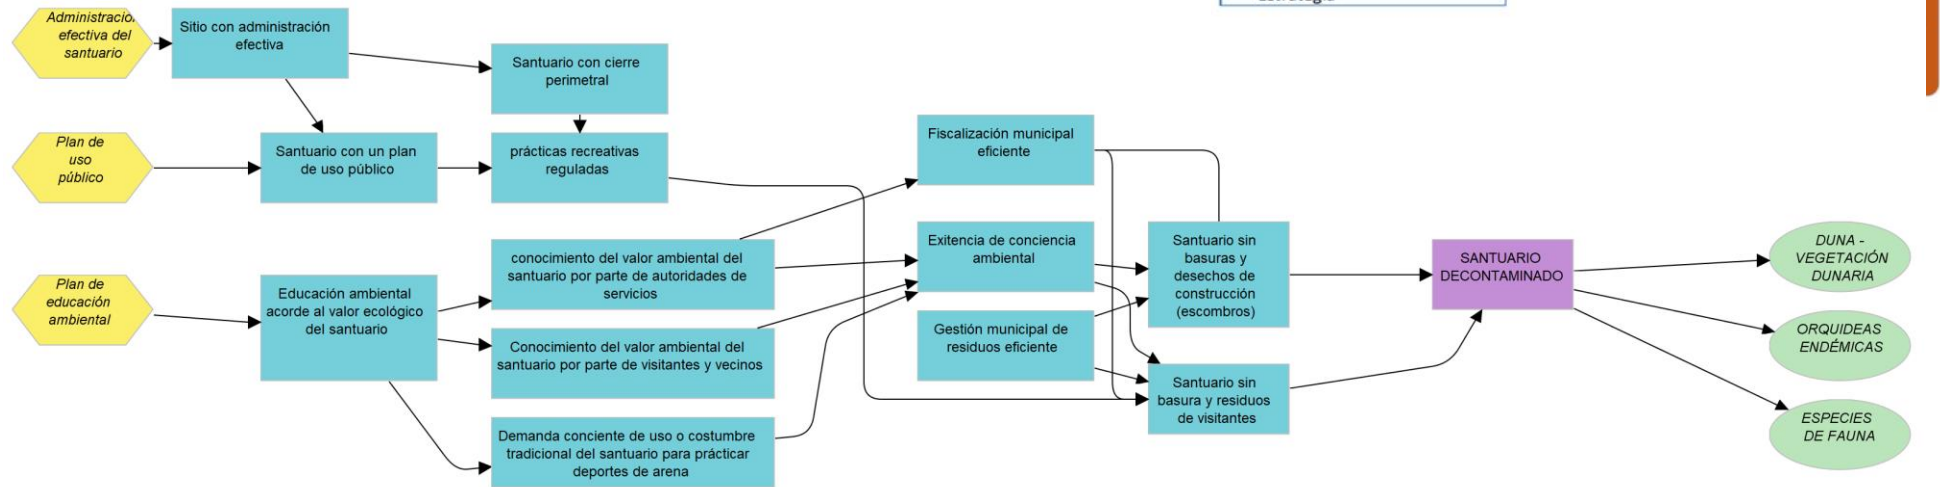 Estrategia
Administració
efectiva del
santuario
Sitio con administración
efectiva
Santuario con cierre
perimetral
Plan de
uso
público
Santuario con un plan
de uso público
prácticas recreativas
reguladas
Fiscalización municipal
eficiente
Plan de
educación
ambiental
Educación ambiental
acorde al valor ecológico
del santuario
conocimiento del valor ambiental del
santuario por parte de autoridades de
servicios
Conocimiento del valor ambiental del
santuario por parte de visitantes y vecinos
Demanda conciente de uso o costumbre
tradicional del santuario para prácticar
deportes de arena
Exitencia de conciencia
ambiental
Gestión municipal de
residuos eficiente
Santuario sin
basuras y
desechos de
construcción
(escombros)
Santuario sin
basura y residuos
de visitantes
SANTUARIO
DECONTAMINADO
DUNA -
VEGETACIÓN
DUNARIA
ORQUIDEAS
ENDÉMICAS
ESPECIES
DE FAUNA